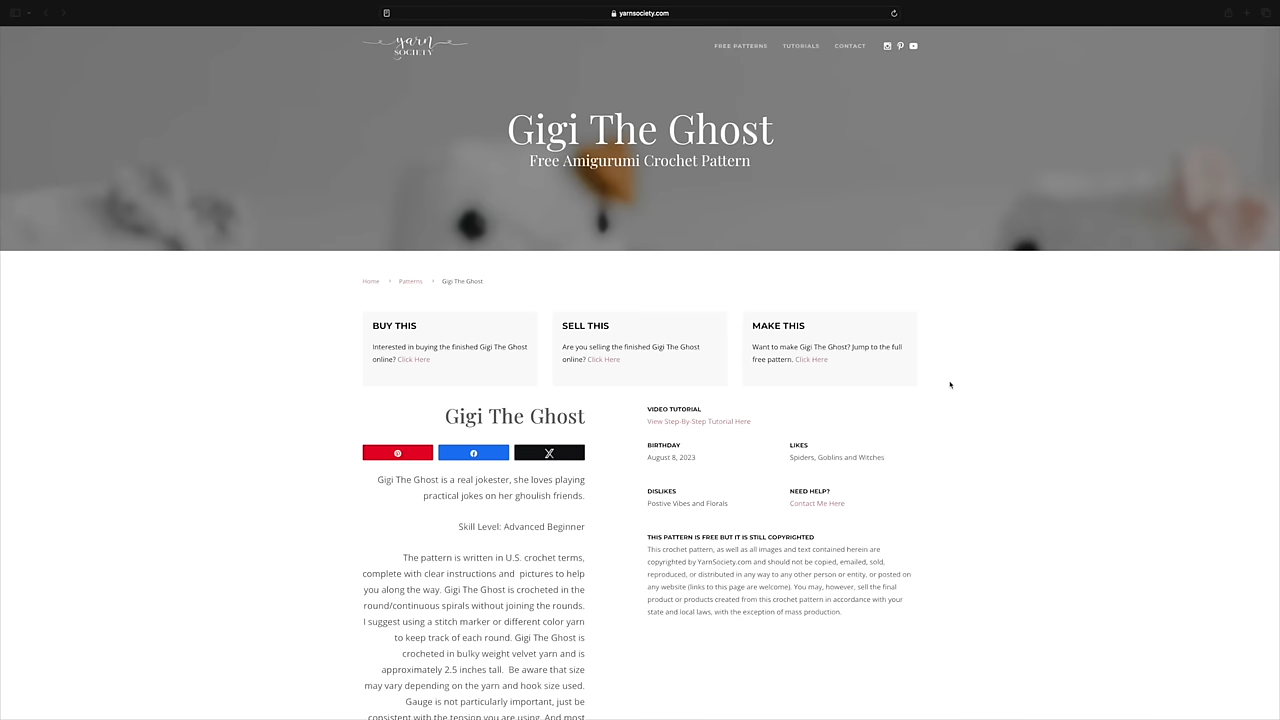 yarnsociety.com
yarn
SOCIETY
FREE PATTERNS TUTORIALS CONTACT
Gigi The Ghost
Free Amigurumi Crochet Pattern
Home › Patterns › Gigi The Ghost
BUY THIS
Interested in buying the finished Gigi The Ghost
online? Click Here
SELL THIS
Are you selling the finished Gigi The Ghost
online? Click Here
MAKE THIS
Want to make Gigi The Ghost? Jump to the full
free pattern. Click Here
Gigi The Ghost
Gigi The Ghost is a real jokester, she loves playing
practical jokes on her ghoulish friends.
Skill Level: Advanced Beginner
The pattern is written in U.S. crochet terms,
complete with clear instructions and pictures to help
you along the way. Gigi The Ghost is crocheted in the
round/continuous spirals without joining the rounds.
I suggest using a stitch marker or different color yarn
to keep track of each round. Gigi The Ghost is
crocheted in bulky weight velvet yarn and is
approximately 2.5 inches tall. Be aware that size
may vary depending on the yarn and hook size used.
Gauge is not particularly important, just be
consistent with the tension you are using. And most
VIDEO TUTORIAL
View Step-By-Step Tutorial Here
BIRTHDAY
August 8, 2023
LIKES
Spiders, Goblins and Witches
DISLIKES
Postive Vibes and Florals
NEED HELP?
Contact Me Here
THIS PATTERN IS FREE BUT IT IS STILL COPYRIGHTED
This crochet pattern, as well as all images and text contained herein are
copyrighted by YarnSociety.com and should not be copied, emailed, sold,
reproduced, or distributed in any way to any other person or entity, or posted on
any website (links to this page are welcome). You may, however, sell the final
product or products created from this crochet pattern in accordance with your
state and local laws, with the exception of mass production.